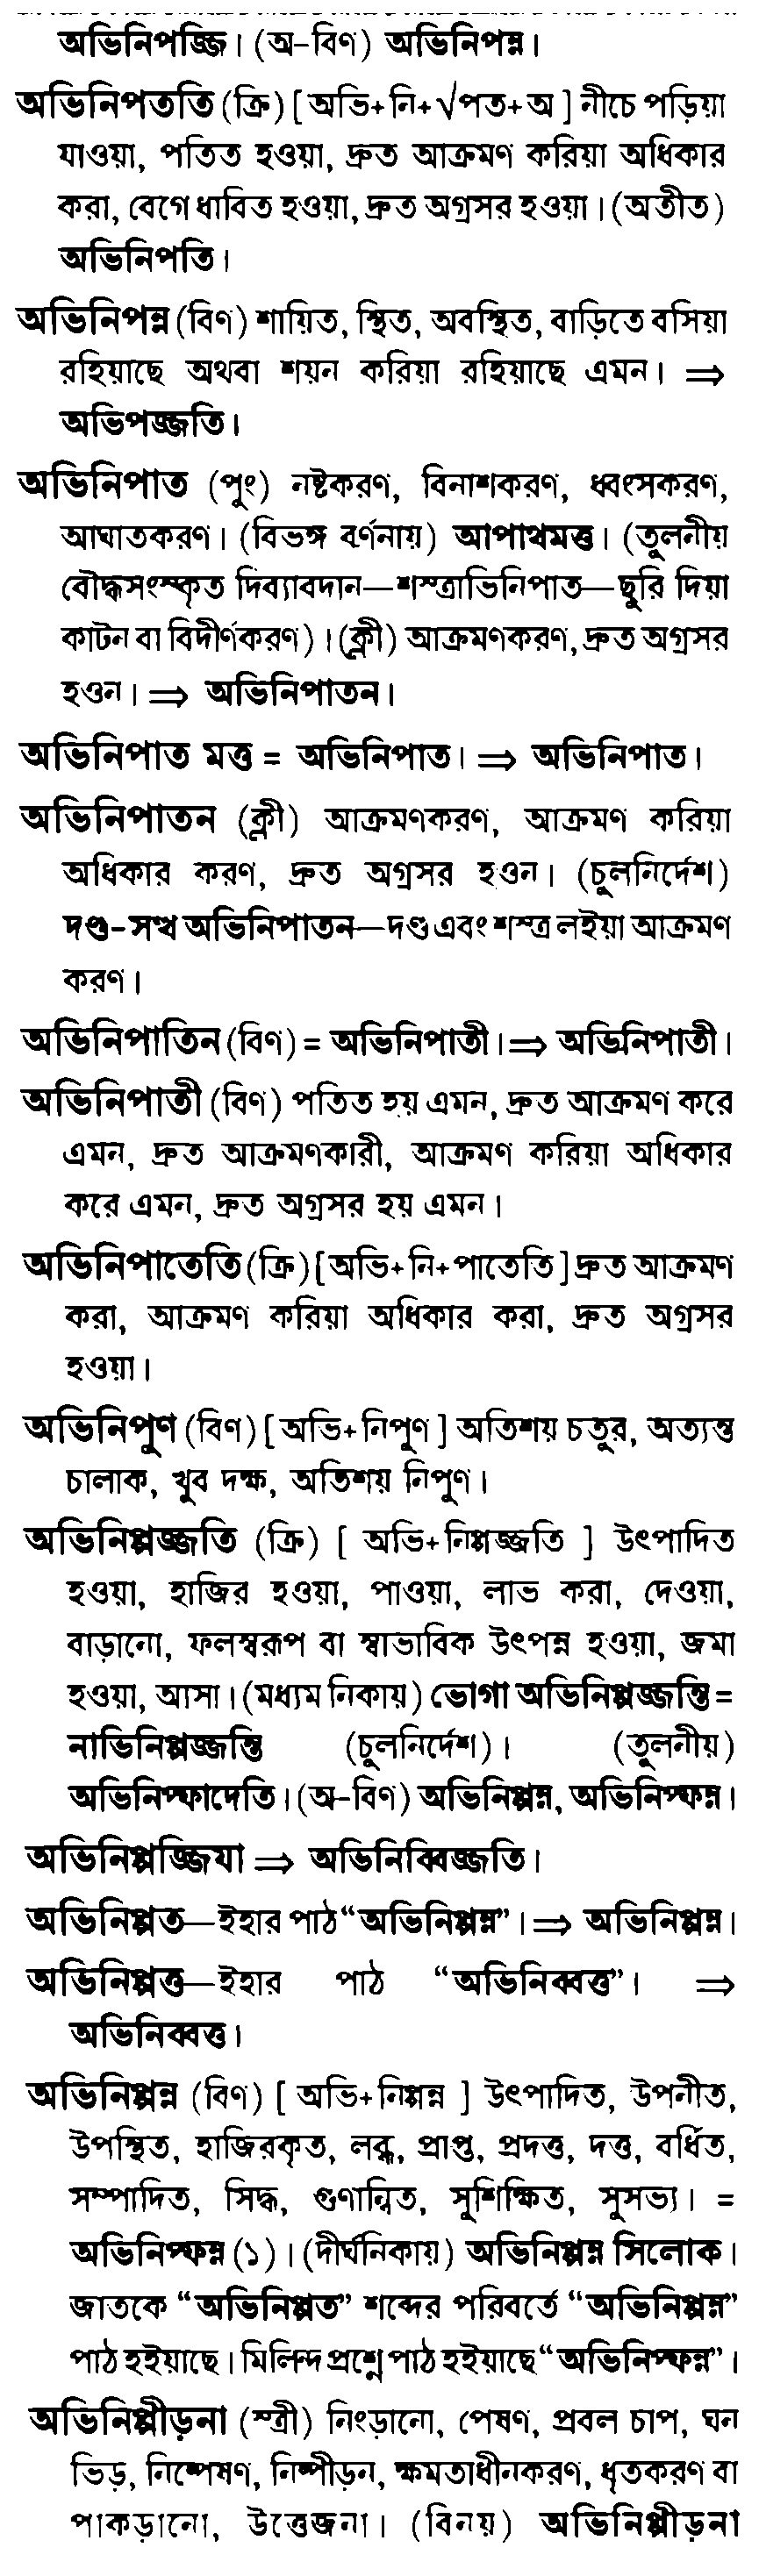 অভিনিপজ্জি। (অ-বিণ) অভিনিপন্ন।
অভিনিপততি (ক্রি) [ অভি+নি+√পত+অ ] নীচে পড়িয়া
যাওয়া, পতিত হওয়া, দ্রুত আক্রমণ করিয়া অধিকার
করা, বেগে ধাবিত হওয়া, দ্রুত অগ্রসর হওয়া। (অতীত)
অভিনিপতি।
অভিনিপন্ন (বিণ) শায়িত, স্থিত, অবস্থিত, বাড়িতে বসিয়া
রহিয়াছে অথবা শয়ন করিয়া রহিয়াছে এমন। ⇒
অভিপজ্জতি।
অভিনিপাত (পুং) নষ্টকরণ, বিনাশকরণ, ধ্বংসকরণ,
আঘাতকরণ। (বিভঙ্গ বর্ণনায়) আপাথমত্ত। (তুলনীয়
বৌদ্ধসংস্কৃত দিব্যাবদান—শস্ত্রাভিনিপাত—ছুরি দিয়া
কাটন বা বিদীর্ণকরণ)। (ক্লী) আক্রমণকরণ, দ্রুত অগ্রসর
হওন। ⇒ অভিনিপাতন।
অভিনিপাত মত্ত = অভিনিপাত। ⇒ অভিনিপাত।
অভিনিপাতন (ক্লী) আক্রমণকরণ, আক্রমণ করিয়া
অধিকার করণ, দ্রুত অগ্রসর হওন। (চুলনির্দেশ)
দণ্ড-সত্থ অভিনিপাতন—দণ্ড এবং শস্ত্র লইয়া আক্রমণ
করণ।
অভিনিপাতিন (বিণ) = অভিনিপাতী। ⇒ অভিনিপাতী।
অভিনিপাতী (বিণ) পতিত হয় এমন, দ্রুত আক্রমণ করে
এমন, দ্রুত আক্রমণকারী, আক্রমণ করিয়া অধিকার
করে এমন, দ্রুত অগ্রসর হয় এমন।
অভিনিপাতেতি (ক্রি) [অভি+নি+পাতেতি] দ্রুত আক্রমণ
করা, আক্রমণ করিয়া অধিকার করা, দ্রুত অগ্রসর
হওয়া।
অভিনিপুণ (বিণ) [ অভি+নিপুণ ] অতিশয় চতুর, অত্যন্ত
চালাক, খুব দক্ষ, অতিশয় নিপুণ।
অভিনিপ্পজ্জতি (ক্রি) [ অভি+নিপ্পজ্জতি ] উৎপাদিত
হওয়া, হাজির হওয়া, পাওয়া, লাভ করা, দেওয়া,
বাড়ানো, ফলস্বরূপ বা স্বাভাবিক উৎপন্ন হওয়া, জমা
হওয়া, আসা। (মধ্যম নিকায়) ভোগা অভিনিপ্পজ্জন্তি =
নাভিনিপ্পজ্জন্তি (চুলনির্দেশ)। (তুলনীয়)
অভিনিপ্ফাদেতি। (অ-বিণ) অভিনিপ্পন্ন, অভিনিপ্ফন্ন।
অভিনিপ্পজ্জিযা ⇒ অভিনিব্বিজ্জতি।
অভিনিপ্পত—ইহার পাঠ “অভিনিপ্পন্ন”। ⇒ অভিনিপ্পন্ন।
অভিনিপ্পত্ত—ইহার পাঠ “অভিনিব্বত্ত”। ⇒
অভিনিব্বত্ত।
অভিনিপ্পন্ন (বিণ) [ অভি+নিপ্পন্ন ] উৎপাদিত, উপনীত,
উপস্থিত, হাজিরকৃত, লব্ধ, প্রাপ্ত, প্রদত্ত, দত্ত, বর্ধিত,
সম্পাদিত, সিদ্ধ, গুণান্বিত, সুশিক্ষিত, সুসভ্য। =
অভিনিপ্ফন্ন (১)। (দীর্ঘনিকায়) অভিনিপ্পন্ন সিলোক।
জাতকে “অভিনিপ্পত” শব্দের পরিবর্তে “অভিনিপ্পন্ন”
পাঠ হইয়াছে। মিলিন্দ প্রশ্নে পাঠ হইয়াছে “অভিনিপ্ফন্ন”।
অভিনিপ্পীড়না (স্ত্রী) নিংড়ানো, পেষণ, প্রবল চাপ, ঘন
ভিড়, নিষ্পেষণ, নিষ্পীড়ন, ক্ষমতাধীনকরণ, ধৃতকরণ বা
পাকড়ানো, উত্তেজনা। (বিনয়) অভিনিপ্পীড়না